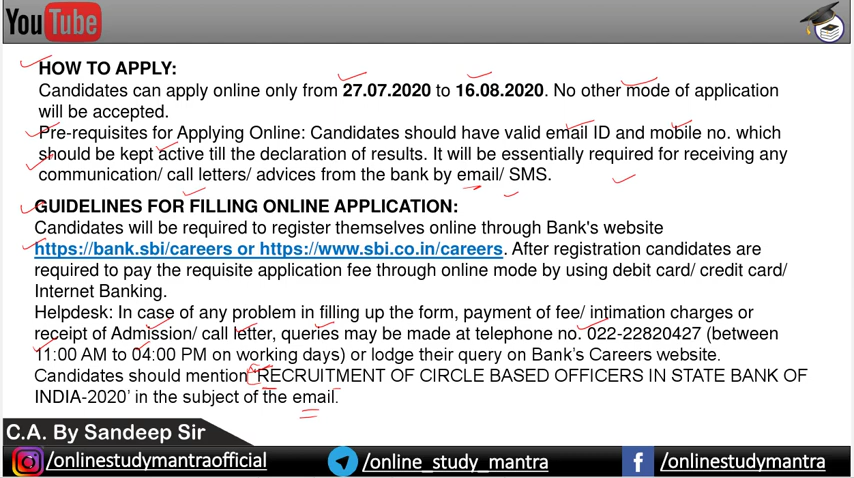 YouTube
HOW TO APPLY:
Candidates can apply online only from 27.07.2020 to 16.08.2020. No other mode of application
will be accepted.
Pre-requisites for Applying Online: Candidates should have valid email ID and mobile no. which
should be kept active till the declaration of results. It will be essentially required for receiving any
communication/ call letters/ advices from the bank by email/ SMS.
GUIDELINES FOR FILLING ONLINE APPLICATION:
Candidates will be required to register themselves online through Bank's website
https://bank.sbi/careers or https://www.sbi.co.in/careers. After registration candidates are
required to pay the requisite application fee through online mode by using debit card/ credit card/
Internet Banking.
Helpdesk: In case of any problem in filling up the form, payment of fee/ intimation charges or
receipt of Admission/ call letter, queries may be made at telephone no. 022-22820427 (between
11:00 AM to 04:00 PM on working days) or lodge their query on Bank's Careers website.
Candidates should mention 'RECRUITMENT OF CIRCLE BASED OFFICERS IN STATE BANK OF
INDIA-2020' in the subject of the email.
C.A. By Sandeep Sir
/onlinestudymantraofficial /online_study_mantra /onlinestudymantra